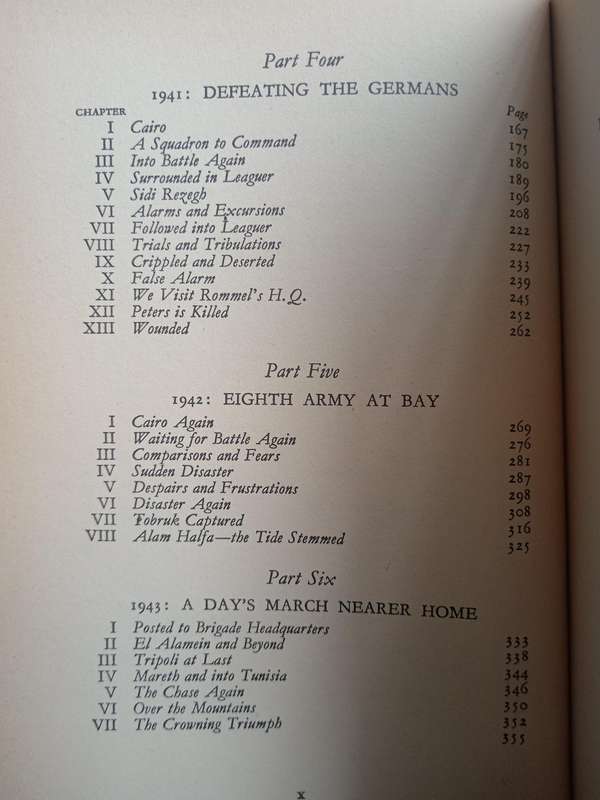 Part Four
1941: DEFEATING THE GERMANS
CHAPTER Page
I Cairo 167
II A Squadron to Command 175
III Into Battle Again 180
IV Surrounded in Leaguer 189
V Sidi Rezegh 196
VI Alarms and Excursions 208
VII Followed into Leaguer 222
VIII Trials and Tribulations 227
IX Crippled and Deserted 233
X False Alarm 239
XI We Visit Rommel's H.Q. 245
XII Peters is Killed 252
XIII Wounded 262
Part Five
1942: EIGHTH ARMY AT BAY
I Cairo Again 269
II Waiting for Battle Again 276
III Comparisons and Fears 281
IV Sudden Disaster 287
V Despairs and Frustrations 298
VI Disaster Again 308
VII Tobruk Captured 316
VIII Alam Halfa—the Tide Stemmed 325
Part Six
1943: A DAY'S MARCH NEARER HOME
I Posted to Brigade Headquarters 333
II El Alamein and Beyond 338
III Tripoli at Last 344
IV Mareth and into Tunisia 346
V The Chase Again 350
VI Over the Mountains 352
VII The Crowning Triumph 355
x